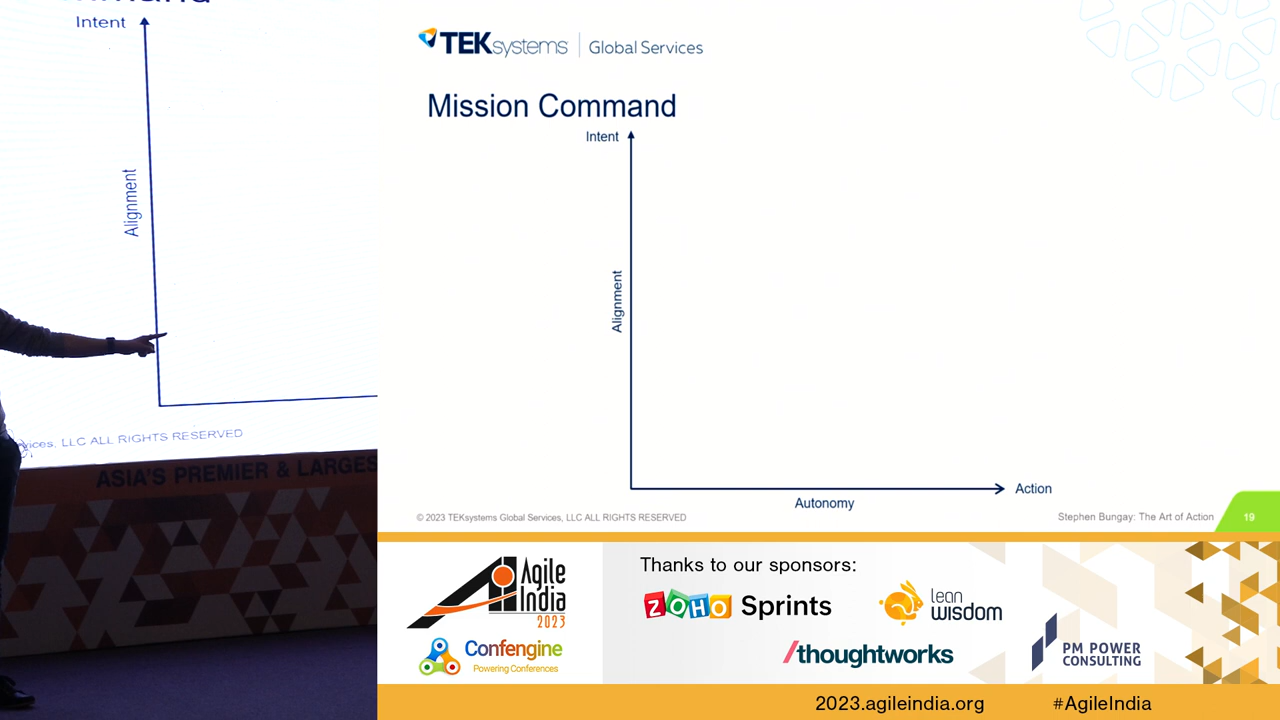 Intent
Alignment
vices, LLC ALL RIGHTS RESERVED
ASIA'S PREMIER & LARGES
TEKsystems | Global Services
Mission Command
Intent
Alignment
Autonomy
Action
© 2023 TEKsystems Global Services, LLC ALL RIGHTS RESERVED
Stephen Bungay: The Art of Action
19
Agile India 2023
Confengine
Powering Conferences
Thanks to our sponsors:
ZOHO Sprints
lean wisdom
/thoughtworks
PM POWER CONSULTING
2023.agileindia.org
#AgileIndia